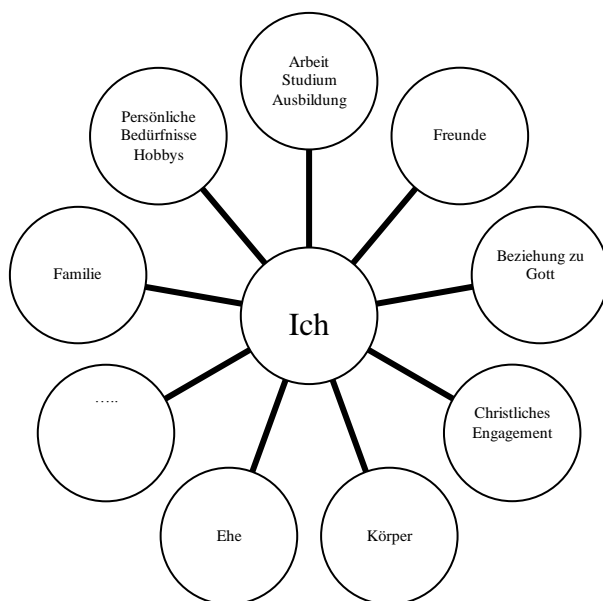 Arbeit
Studium
Ausbildung
Persönliche
Bedürfnisse
Hobbys
Freunde
Familie
Beziehung zu
Gott
Ich
…..
Christliches
Engagement
Ehe
Körper